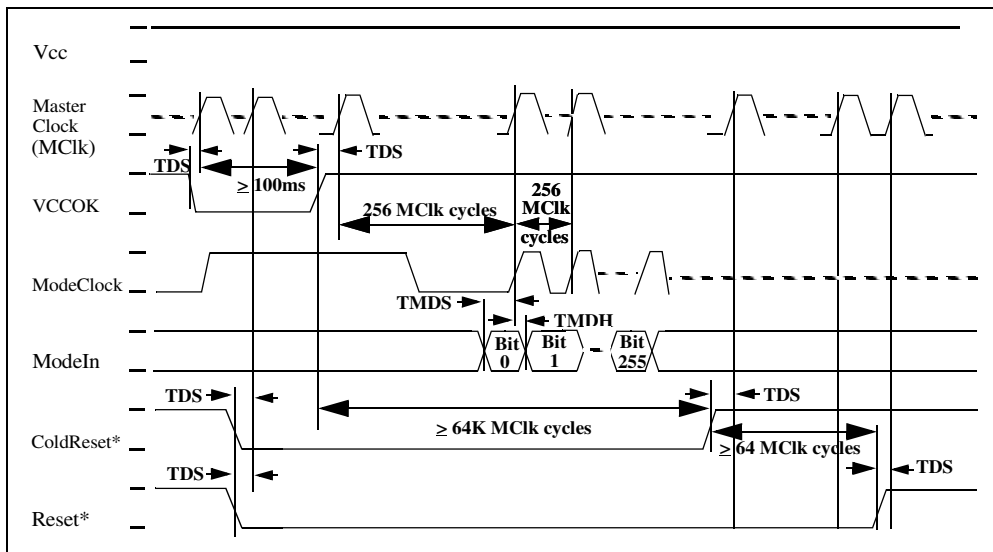 Vcc
Master
Clock
(MClk)
TDS
TDS
≥ 100ms
VCCOK
256 MClk cycles
256
MClk
cycles
ModeClock
TMDS
TMDH
ModeIn
Bit
0
Bit
1
Bit
255
TDS
TDS
ColdReset*
≥ 64K MClk cycles
≥ 64 MClk cycles
TDS
TDS
Reset*